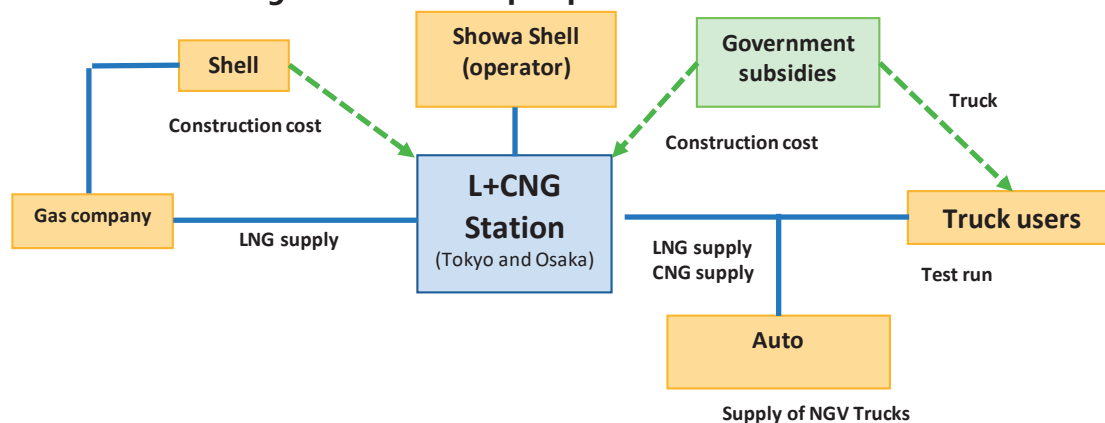 Showa Shell
(operator)
Government
subsidies
Shell
Truck
Construction cost
Construction cost
L+CNG
Station
(Tokyo and Osaka)
Gas company
Truck users
LNG supply
LNG supply
CNG supply
Test run
Auto
Supply of NGV Trucks